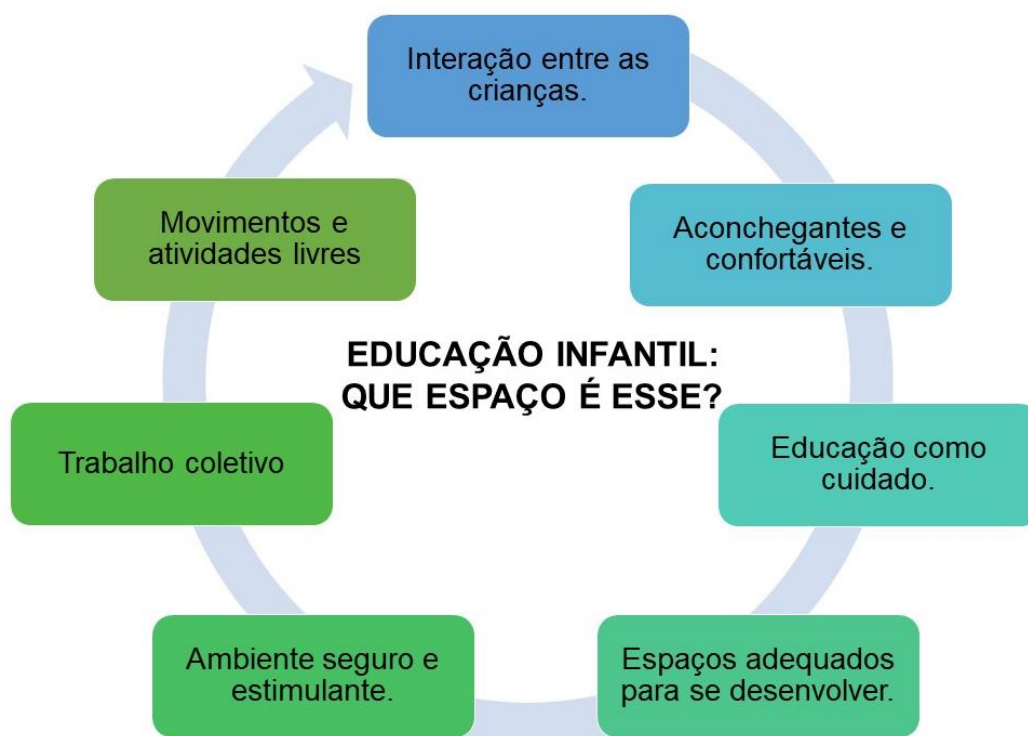 Interação entre as
crianças.
Aconchegantes e
confortáveis.
Educação como
cuidado.
Espaços adequados
para se desenvolver.
Ambiente seguro e
estimulante.
Trabalho coletivo
Movimentos e
atividades livres
EDUCAÇÃO INFANTIL:
QUE ESPAÇO É ESSE?